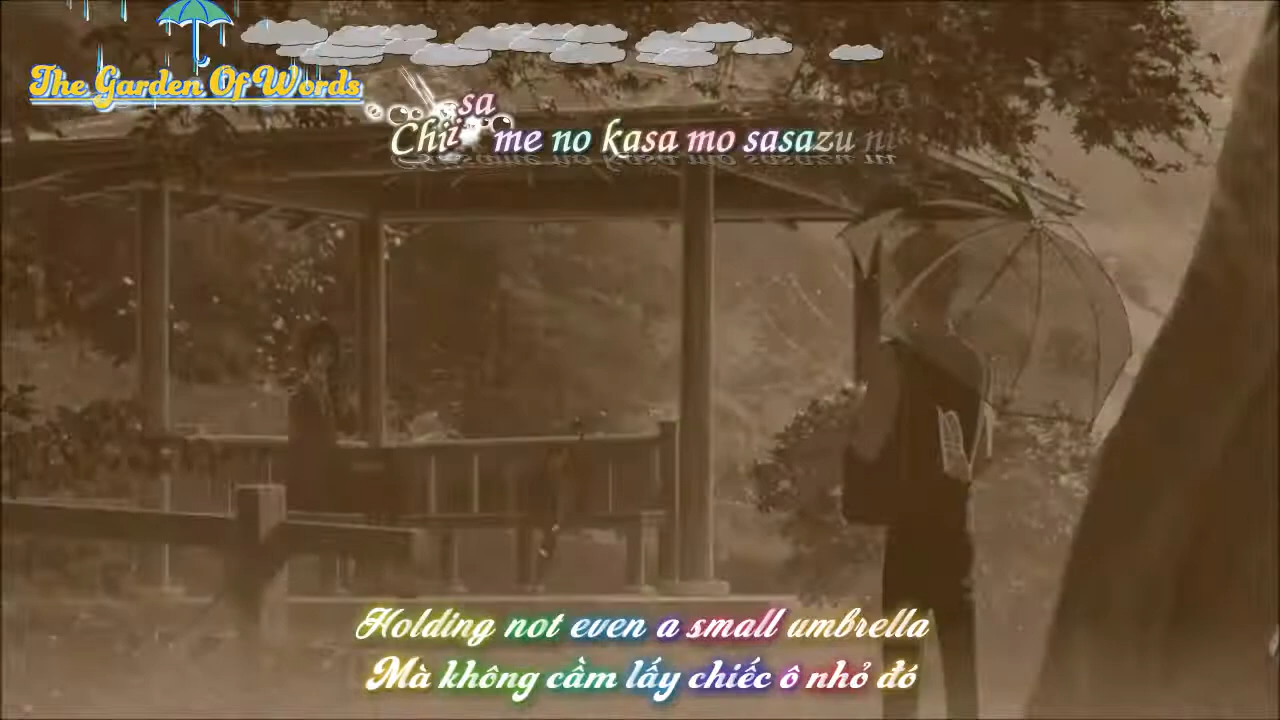 The Garden Of Words
Chiisa me no kasa mo sasazu ni
Holding not even a small umbrella
Mà không cầm lấy chiếc ô nhỏ đó